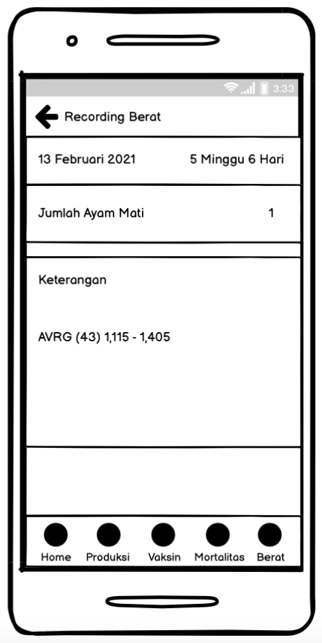 3:33
Recording Berat
13 Februari 2021 5 Minggu 6 Hari
Jumlah Ayam Mati 1
Keterangan
AVRG (43) 1,115 - 1,405
Home Produksi Vaksin Mortalitas Berat